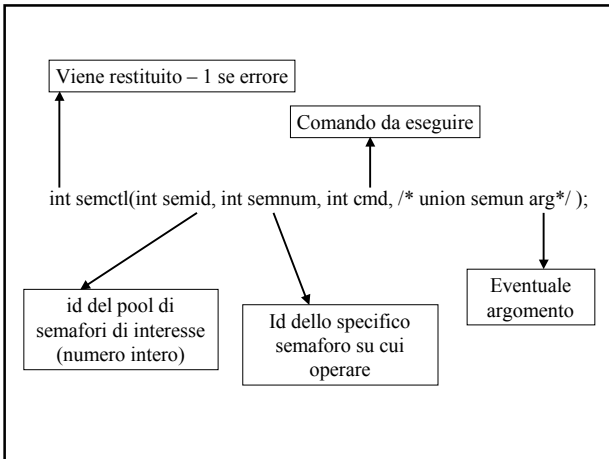 Viene restituito – 1 se errore
Comando da eseguire
int semctl(int semid, int semnum, int cmd, /* union semun arg*/ );
id del pool di
semafori di interesse
(numero intero)
Id dello specifico
semaforo su cui
operare
Eventuale
argomento